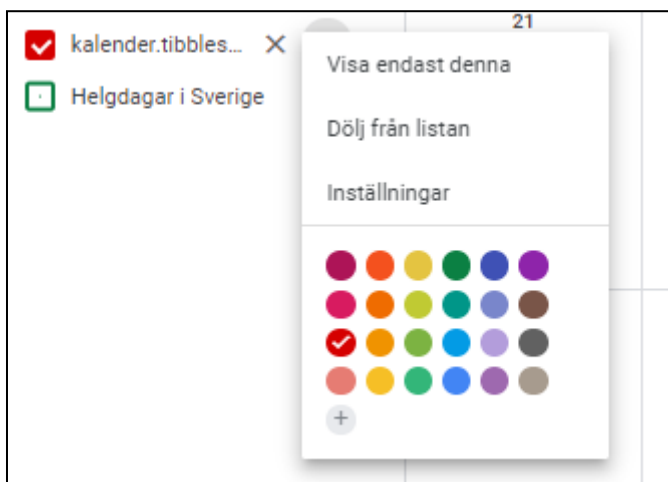 kalender.tibbles...
Helgdagar i Sverige
21
Visa endast denna
Dölj från listan
Inställningar
+